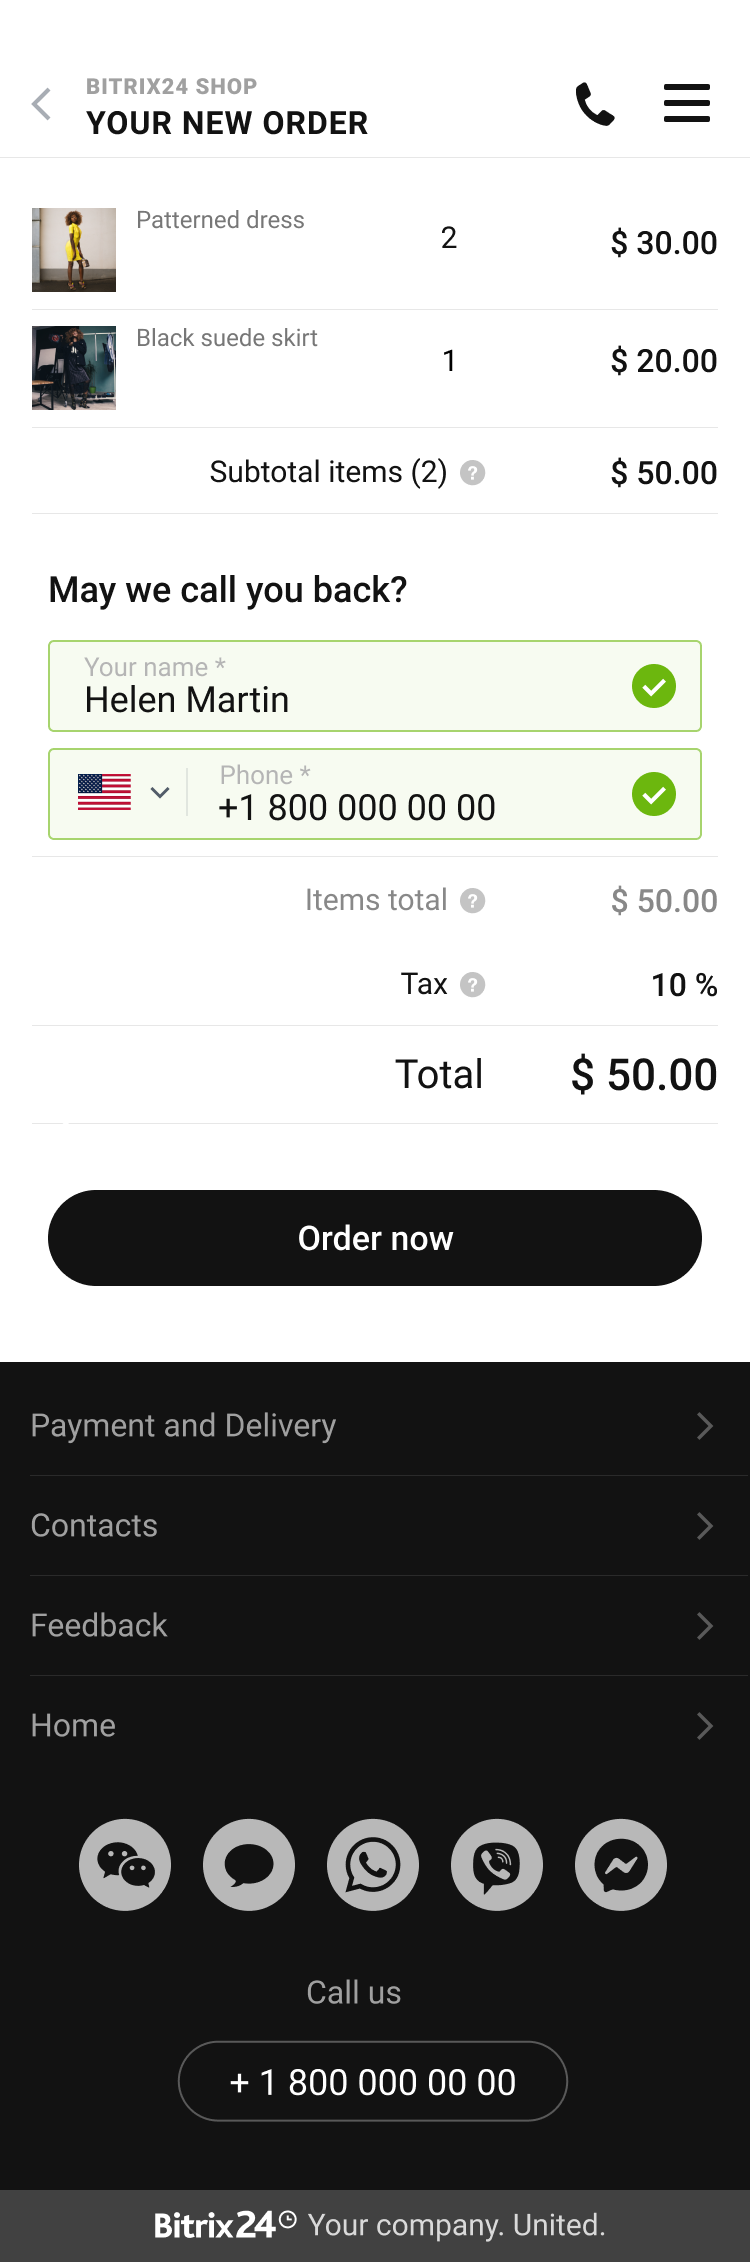 BITRIX24 SHOP
YOUR NEW ORDER
Patterned dress 2 $ 30.00
Black suede skirt 1 $ 20.00
Subtotal items (2) ? $ 50.00
May we call you back?
Your name *
Helen Martin
Phone *
+1 800 000 00 00
Items total ? $ 50.00
Tax ? 10 %
Total $ 50.00
Order now
Payment and Delivery
Contacts
Feedback
Home
Call us
+ 1 800 000 00 00
Bitrix24 Your company. United.